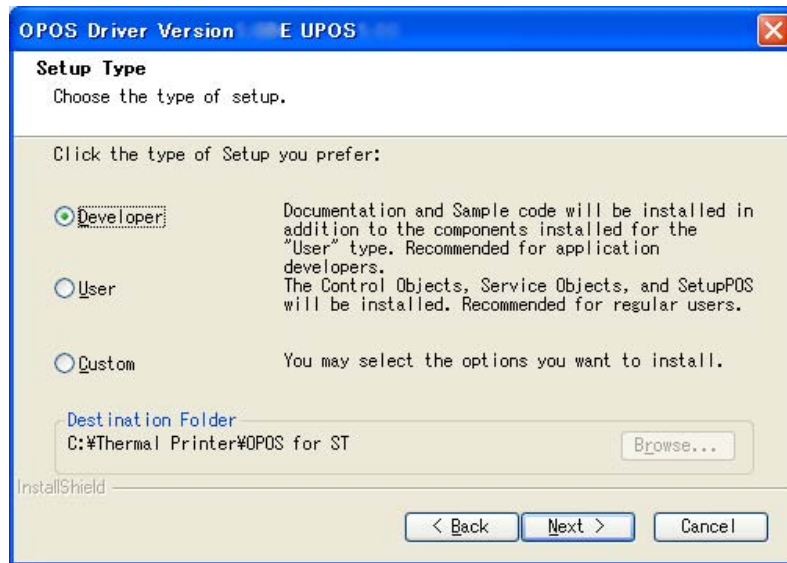 OPOS Driver Version E UPOS
Setup Type
Choose the type of setup.
Click the type of Setup you prefer:
Developer
Documentation and Sample code will be installed in
addition to the components installed for the
"User" type. Recommended for application
developers.
User
The Control Objects, Service Objects, and SetupPOS
will be installed. Recommended for regular users.
Custom
You may select the options you want to install.
Destination Folder
C:¥Thermal Printer¥OPOS for ST
Browse...
InstallShield
< Back
Next >
Cancel